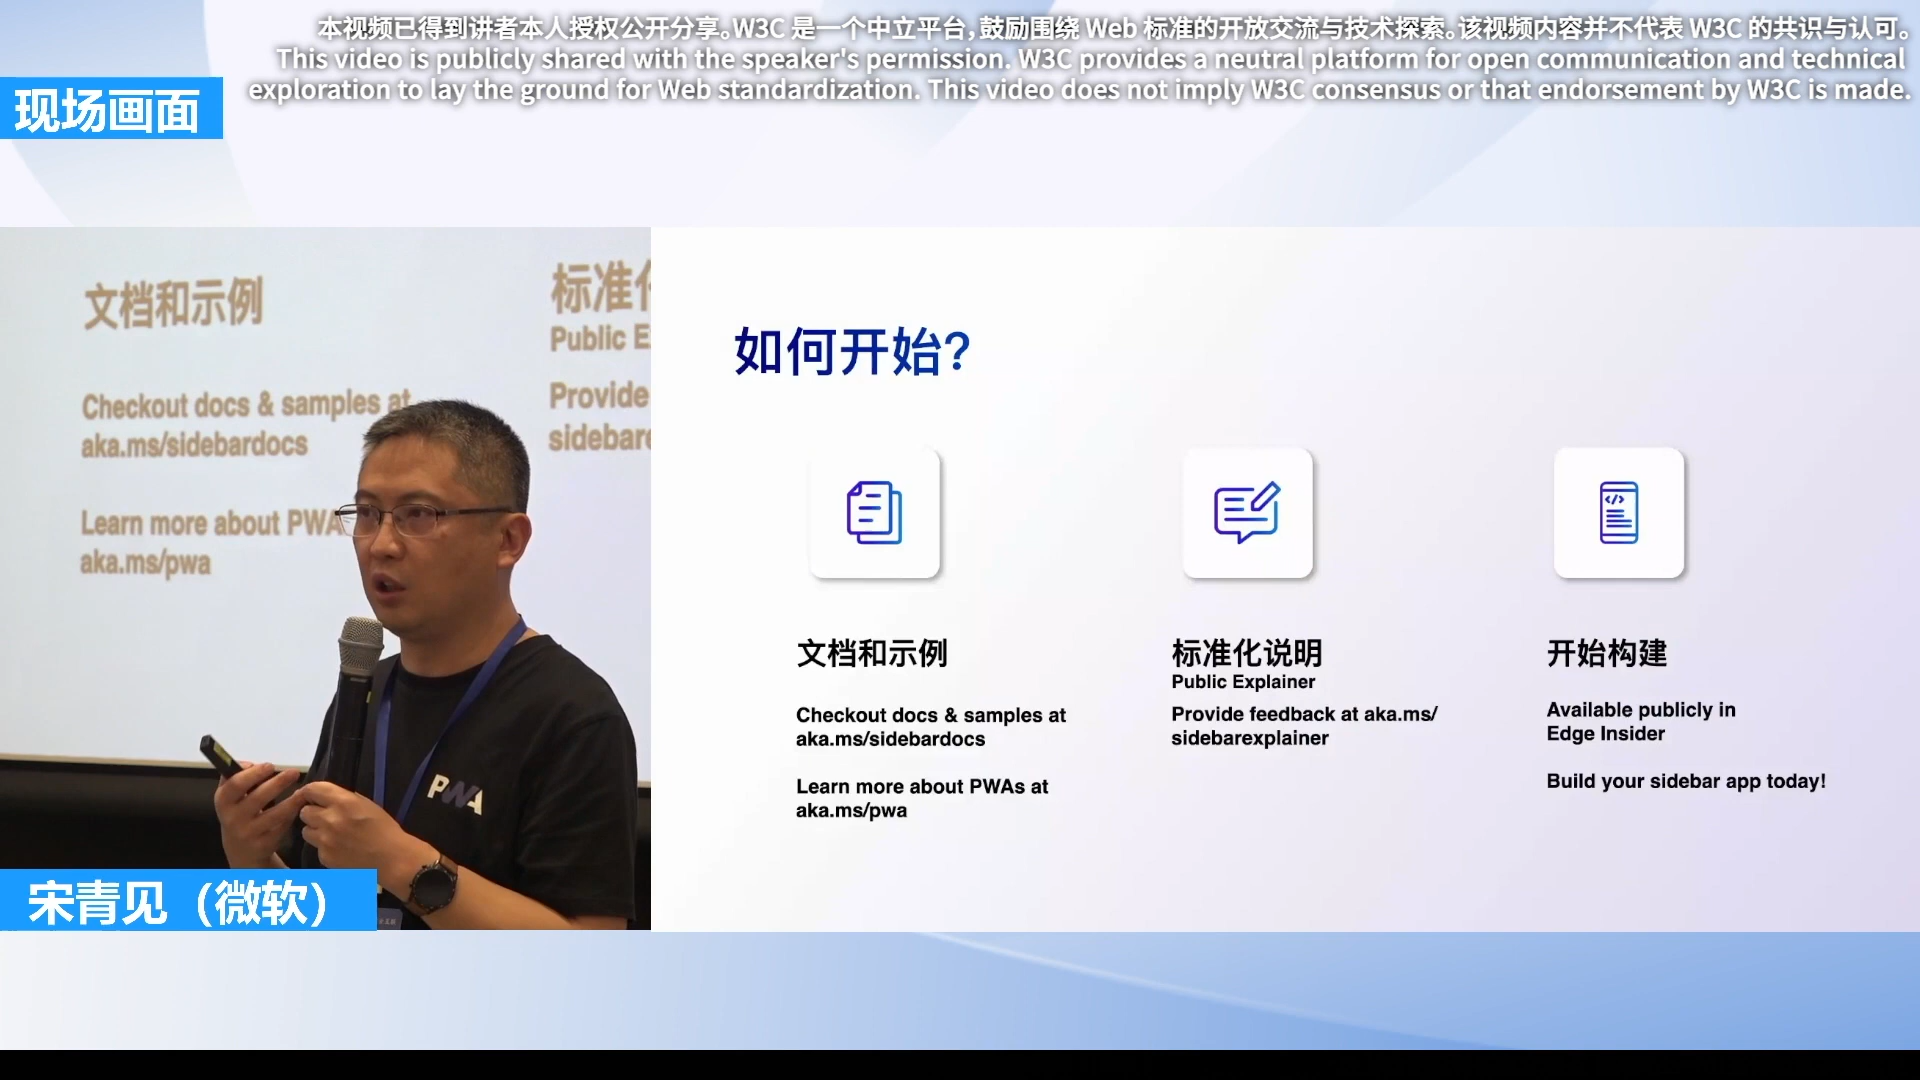 本视频已得到讲者本人授权公开分享。W3C 是一个中立平台，鼓励围绕 Web 标准的开放交流与技术探索。该视频内容并不代表 W3C 的共识与认可。
This video is publicly shared with the speaker's permission. W3C provides a neutral platform for open communication and technical
exploration to lay the ground for Web standardization. This video does not imply W3C consensus or that endorsement by W3C is made.
现场画面
文档和示例
Checkout docs & samples at
aka.ms/sidebardocs
Learn more about PWA
aka.ms/pwa
标准化
Public E
Provide
sidebar
PWA
宋青见（微软）
如何开始?
文档和示例
Checkout docs & samples at
aka.ms/sidebardocs
Learn more about PWAs at
aka.ms/pwa
标准化说明
Public Explainer
Provide feedback at aka.ms/
sidebarexplainer
开始构建
Available publicly in
Edge Insider
Build your sidebar app today!